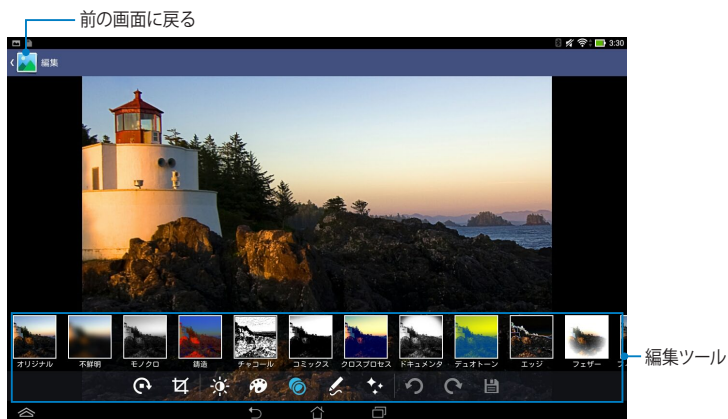 前の画面に戻る
3:30
編集
オリジナル
不鮮明
モノクロ
鋳造
チャコール
コミックス
クロスプロセス
ドキュメンタ・
デュオトーン
エッジ
フェザー
編集ツール